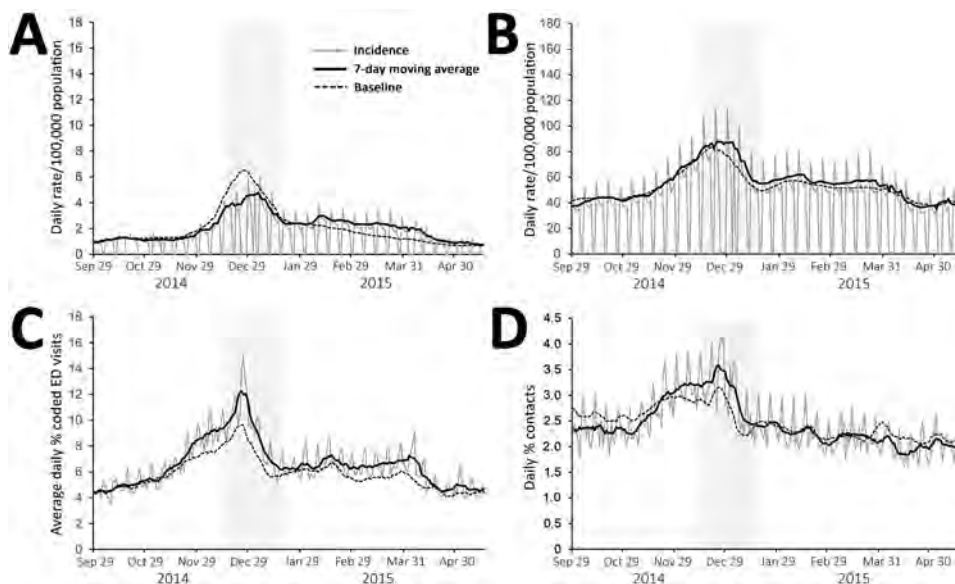 A
Daily rate/100,000 population
18
16
14
12
10
8
6
4
2
0
Incidence
7-day moving average
Baseline
Sep 29 Oct 29 Nov 29 Dec 29 Jan 29 Feb 29 Mar 31 Apr 30
2014 2015
B
Daily rate/100,000 population
180
160
140
120
100
80
60
40
20
0
Sep 29 Oct 29 Nov 29 Dec 29 Jan 29 Feb 29 Mar 31 Apr 30
2014 2015
C
Average daily % coded ED visits
18
16
14
12
10
8
6
4
2
0
Sep 29 Oct 29 Nov 29 Dec 29 Jan 29 Feb 29 Mar 31 Apr 30
2014 2015
D
Daily % contacts
4.5
4.0
3.5
3.0
2.5
2.0
1.5
1.0
0.5
0
Sep 29 Oct 29 Nov 29 Dec 29 Jan 29 Feb 29 Mar 31 Apr 30
2014 2015